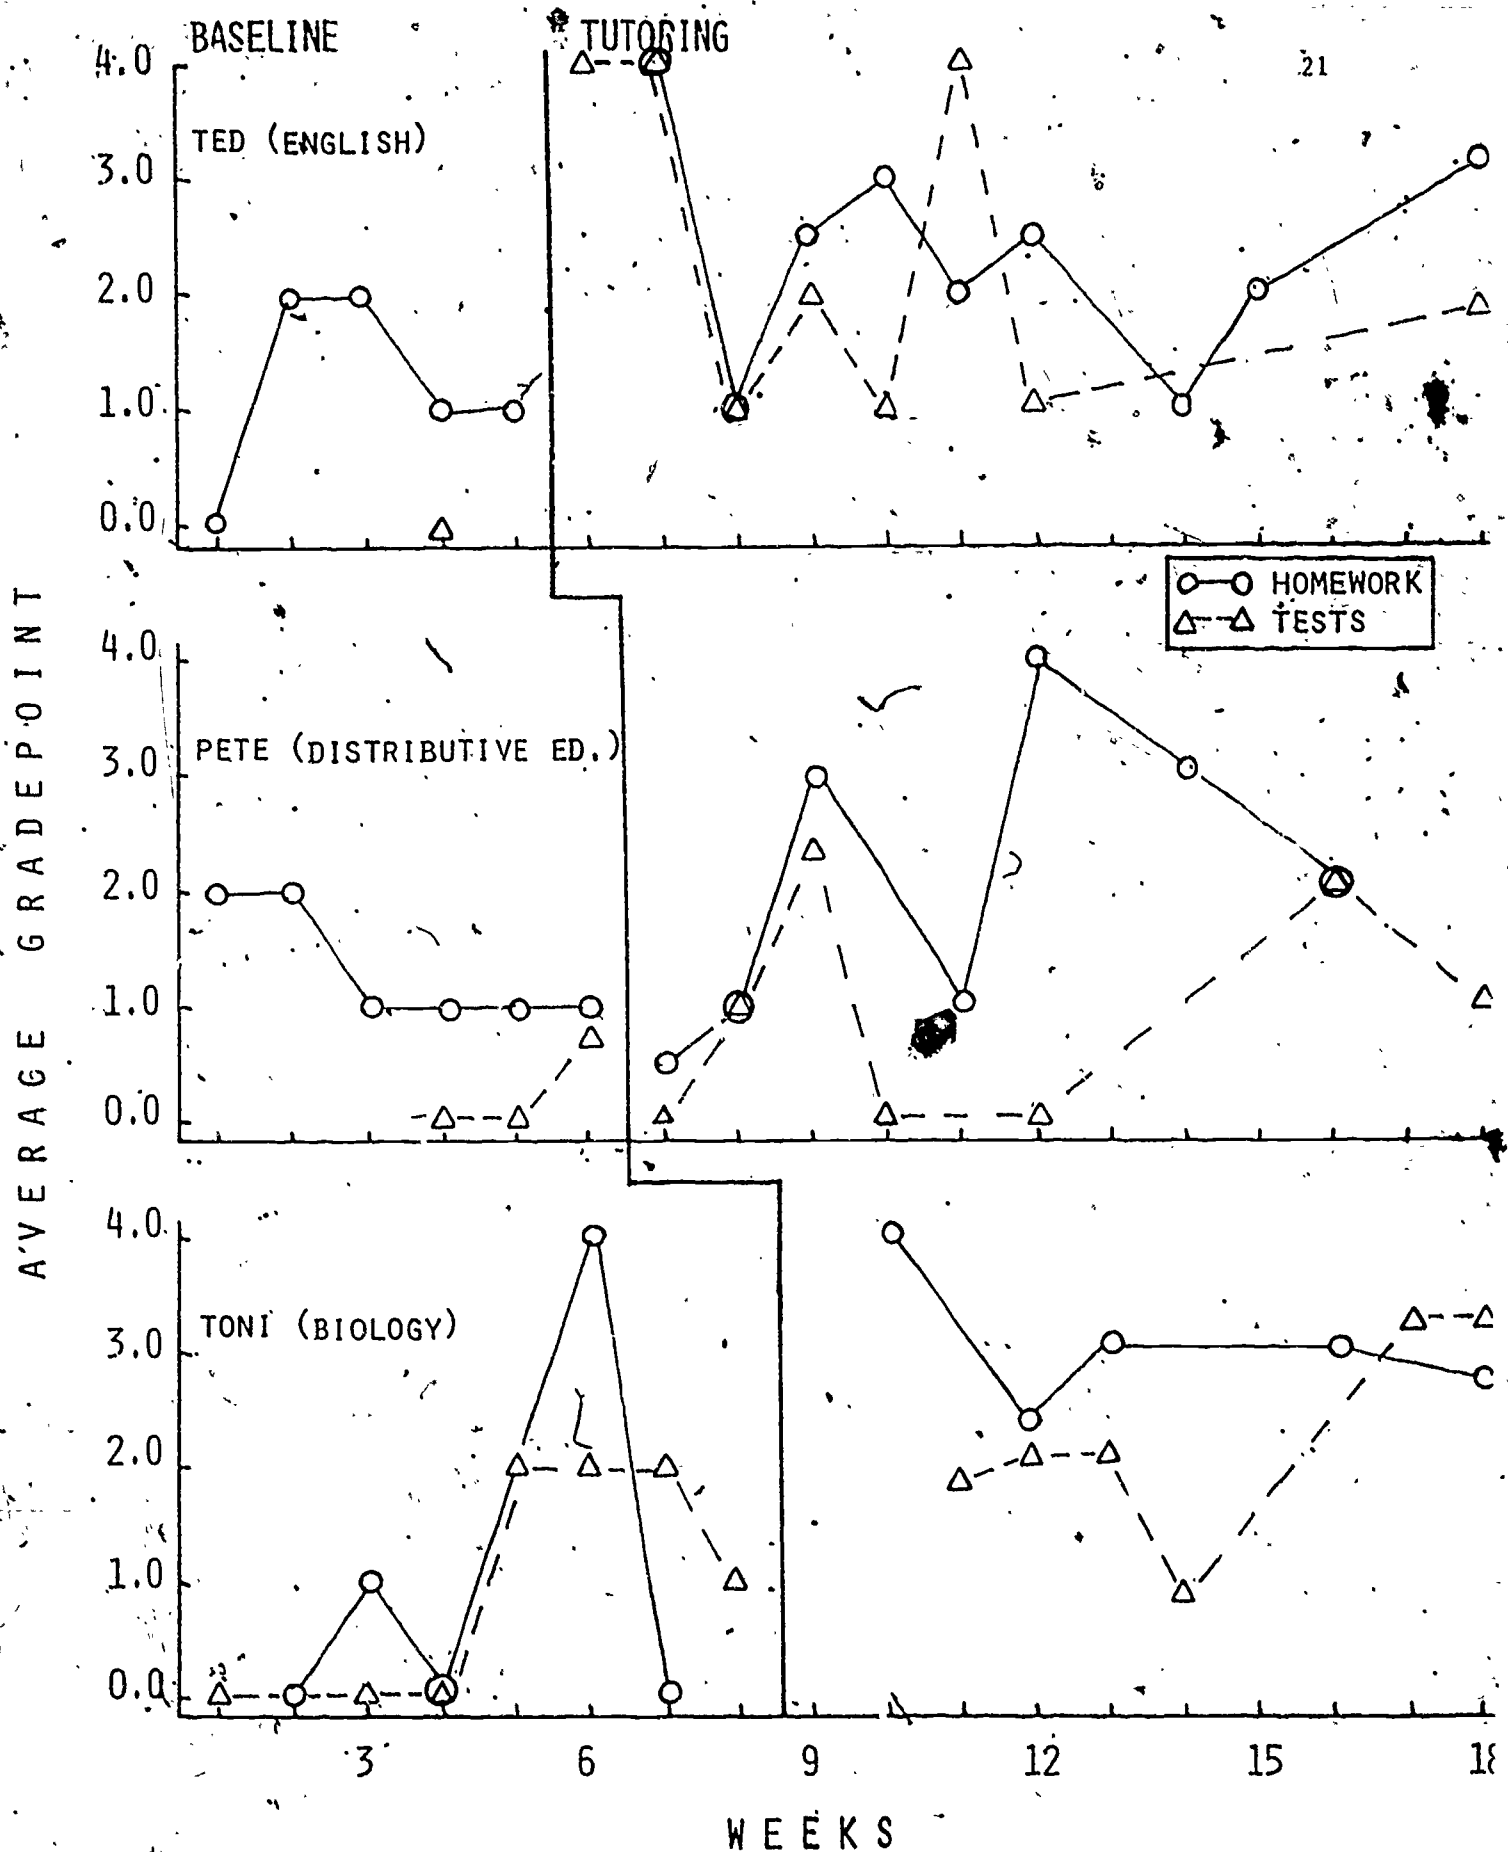 BASELINE
TUTORING
21
4.0
TED (ENGLISH)
3.0
2.0
1.0
0.0
HOMEWORK
TESTS
4.0
PETE (DISTRIBUTIVE ED.)
3.0
2.0
1.0
0.0
4.0
TONI (BIOLOGY)
3.0
2.0
1.0
0.0
3 6 9 12 15 18
WEEKS
AVERAGE GRADEPOINT